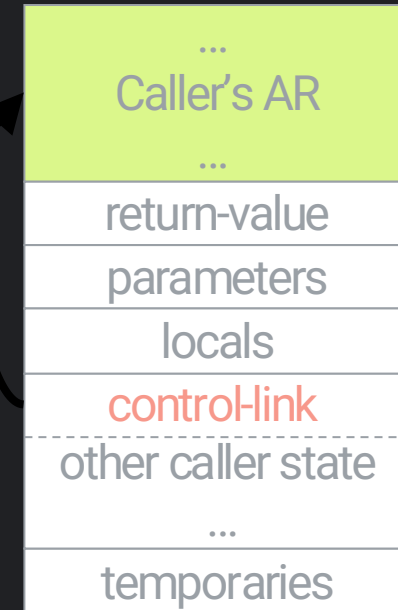 ...
Caller's AR
...
return-value
parameters
locals
control-link
other caller state
...
temporaries